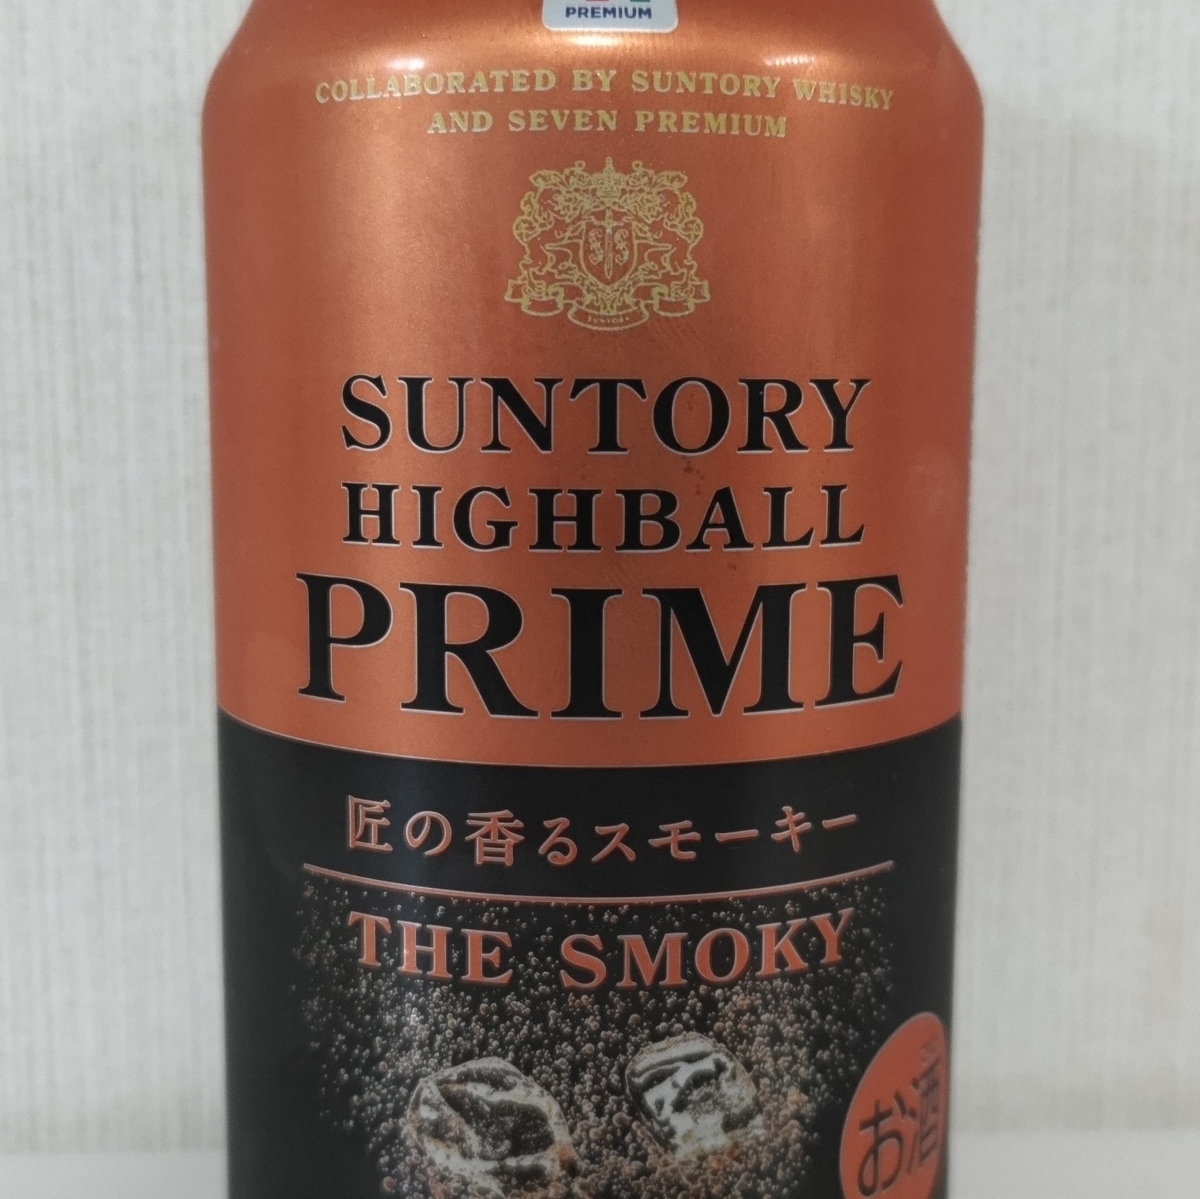 PREMIUM
COLLABORATED BY SUNTORY WHISKY
AND SEVEN PREMIUM
SUNTORY
HIGHBALL
PRIME
匠の香るスモーキー
THE SMOKY
お酒